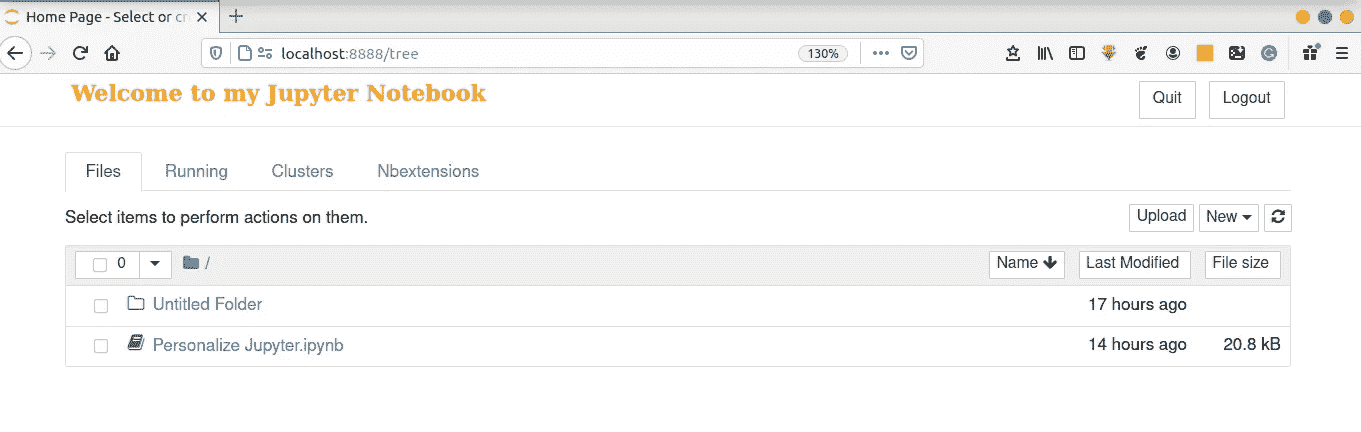 Home Page - Select or cr
localhost:8888/tree
130%
Welcome to my Jupyter Notebook
Quit
Logout
Files
Running
Clusters
Nbextensions
Select items to perform actions on them.
Upload
New
0
/
Name
Last Modified
File size
Untitled Folder
17 hours ago
Personalize Jupyter.ipynb
14 hours ago
20.8 kB